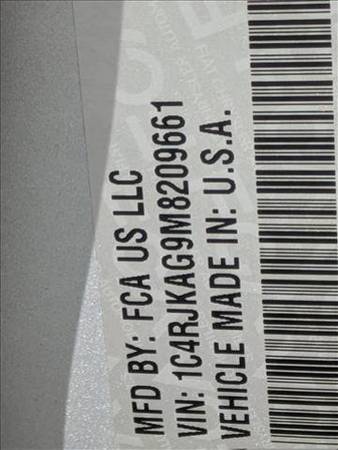 MFD BY: FCA US LLC
VIN: 1C4RJKAG9M8209661
VEHICLE MADE IN: U.S.A.